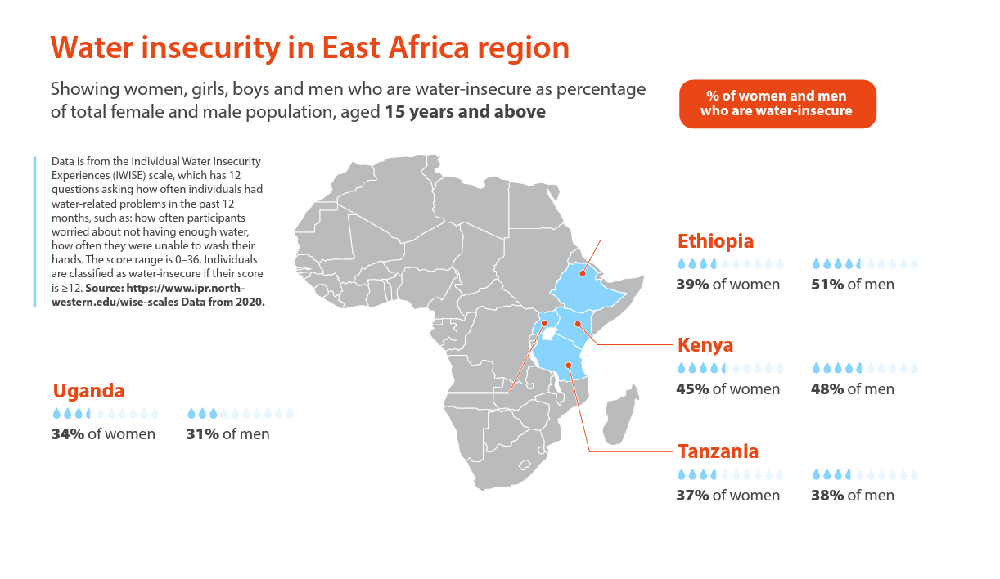 Water insecurity in East Africa region
Showing women, girls, boys and men who are water-insecure as percentage
of total female and male population, aged 15 years and above
% of women and men
who are water-insecure
Data is from the Individual Water Insecurity
Experiences (IWISE) scale, which has 12
questions asking how often individuals had
water-related problems in the past 12
months, such as: how often participants
worried about not having enough water,
how often they were unable to wash their
hands. The score range is 0–36. Individuals
are classified as water-insecure if their score
is ≥12. Source: https://www.ipr.north-
western.edu/wise-scales Data from 2020.
Ethiopia
39% of women 51% of men
Kenya
45% of women 48% of men
Uganda
34% of women 31% of men
Tanzania
37% of women 38% of men